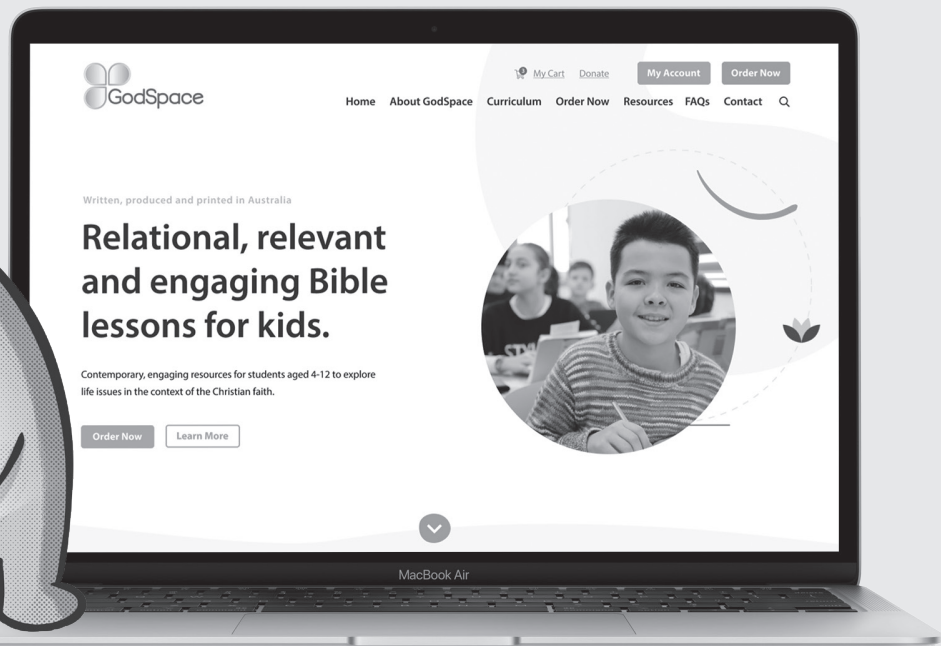 GodSpace
3
My Cart
Donate
My Account
Order Now
Home About GodSpace Curriculum Order Now Resources FAQs Contact
Written, produced and printed in Australia
Relational, relevant
and engaging Bible
lessons for kids.
Contemporary, engaging resources for students aged 4-12 to explore
life issues in the context of the Christian faith.
Order Now
Learn More
STYL
MacBook Air